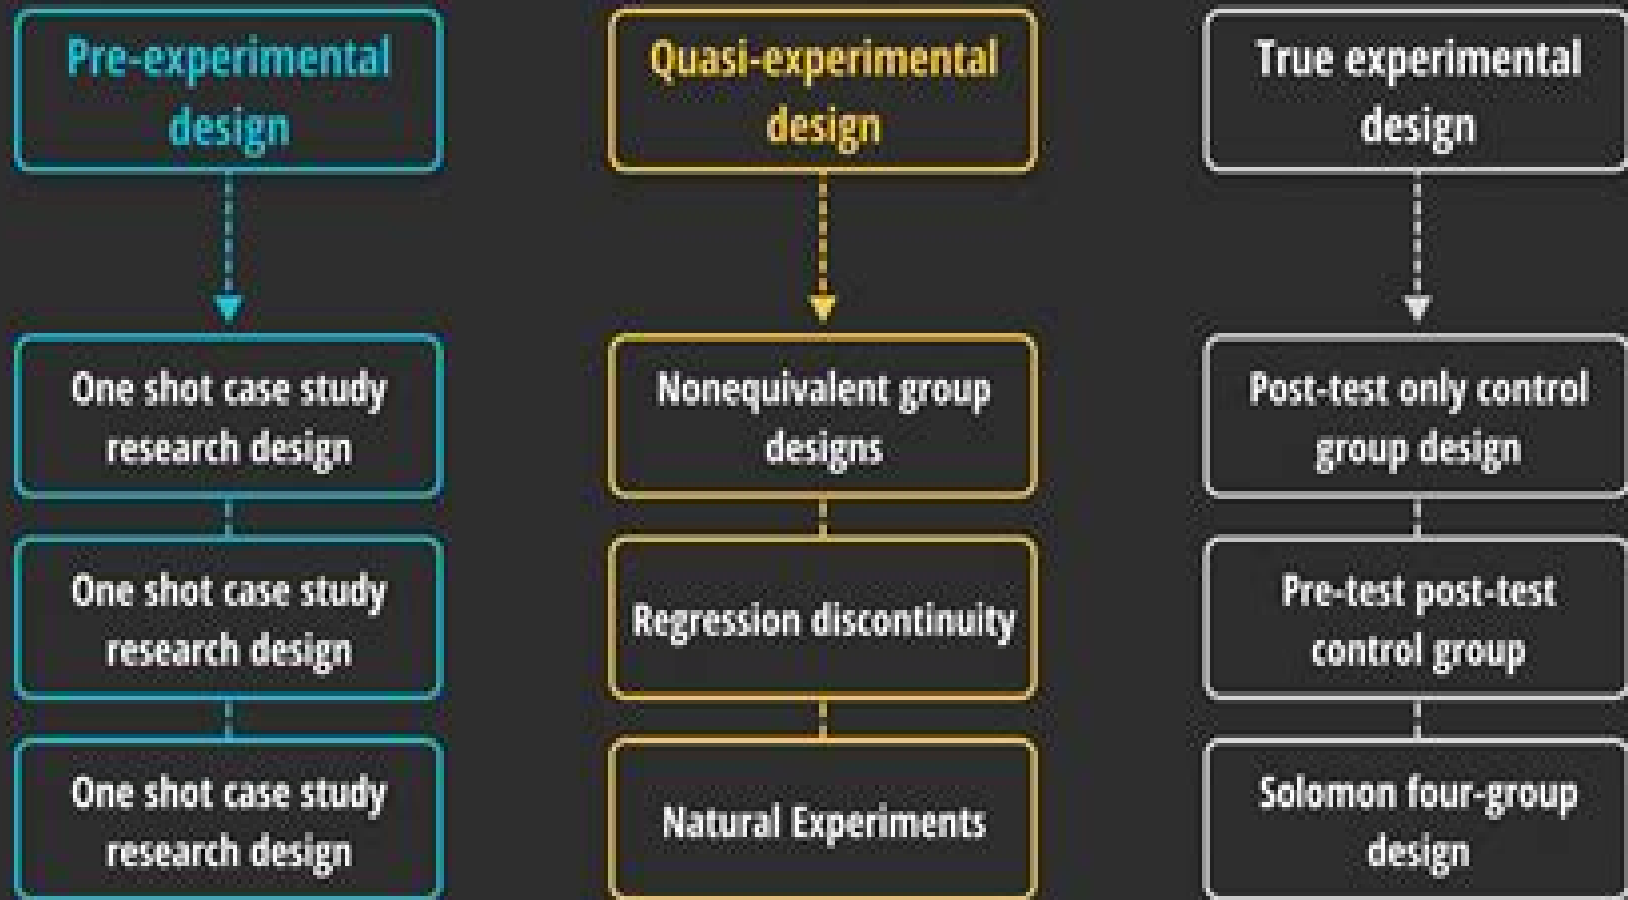 Pre-experimental
design
One shot case study
research design
One shot case study
research design
One shot case study
research design
Quasi-experimental
design
Nonequivalent group
designs
Regression discontinuity
Natural Experiments
True experimental
design
Post-test only control
group design
Pre-test post-test
control group
Solomon four-group
design